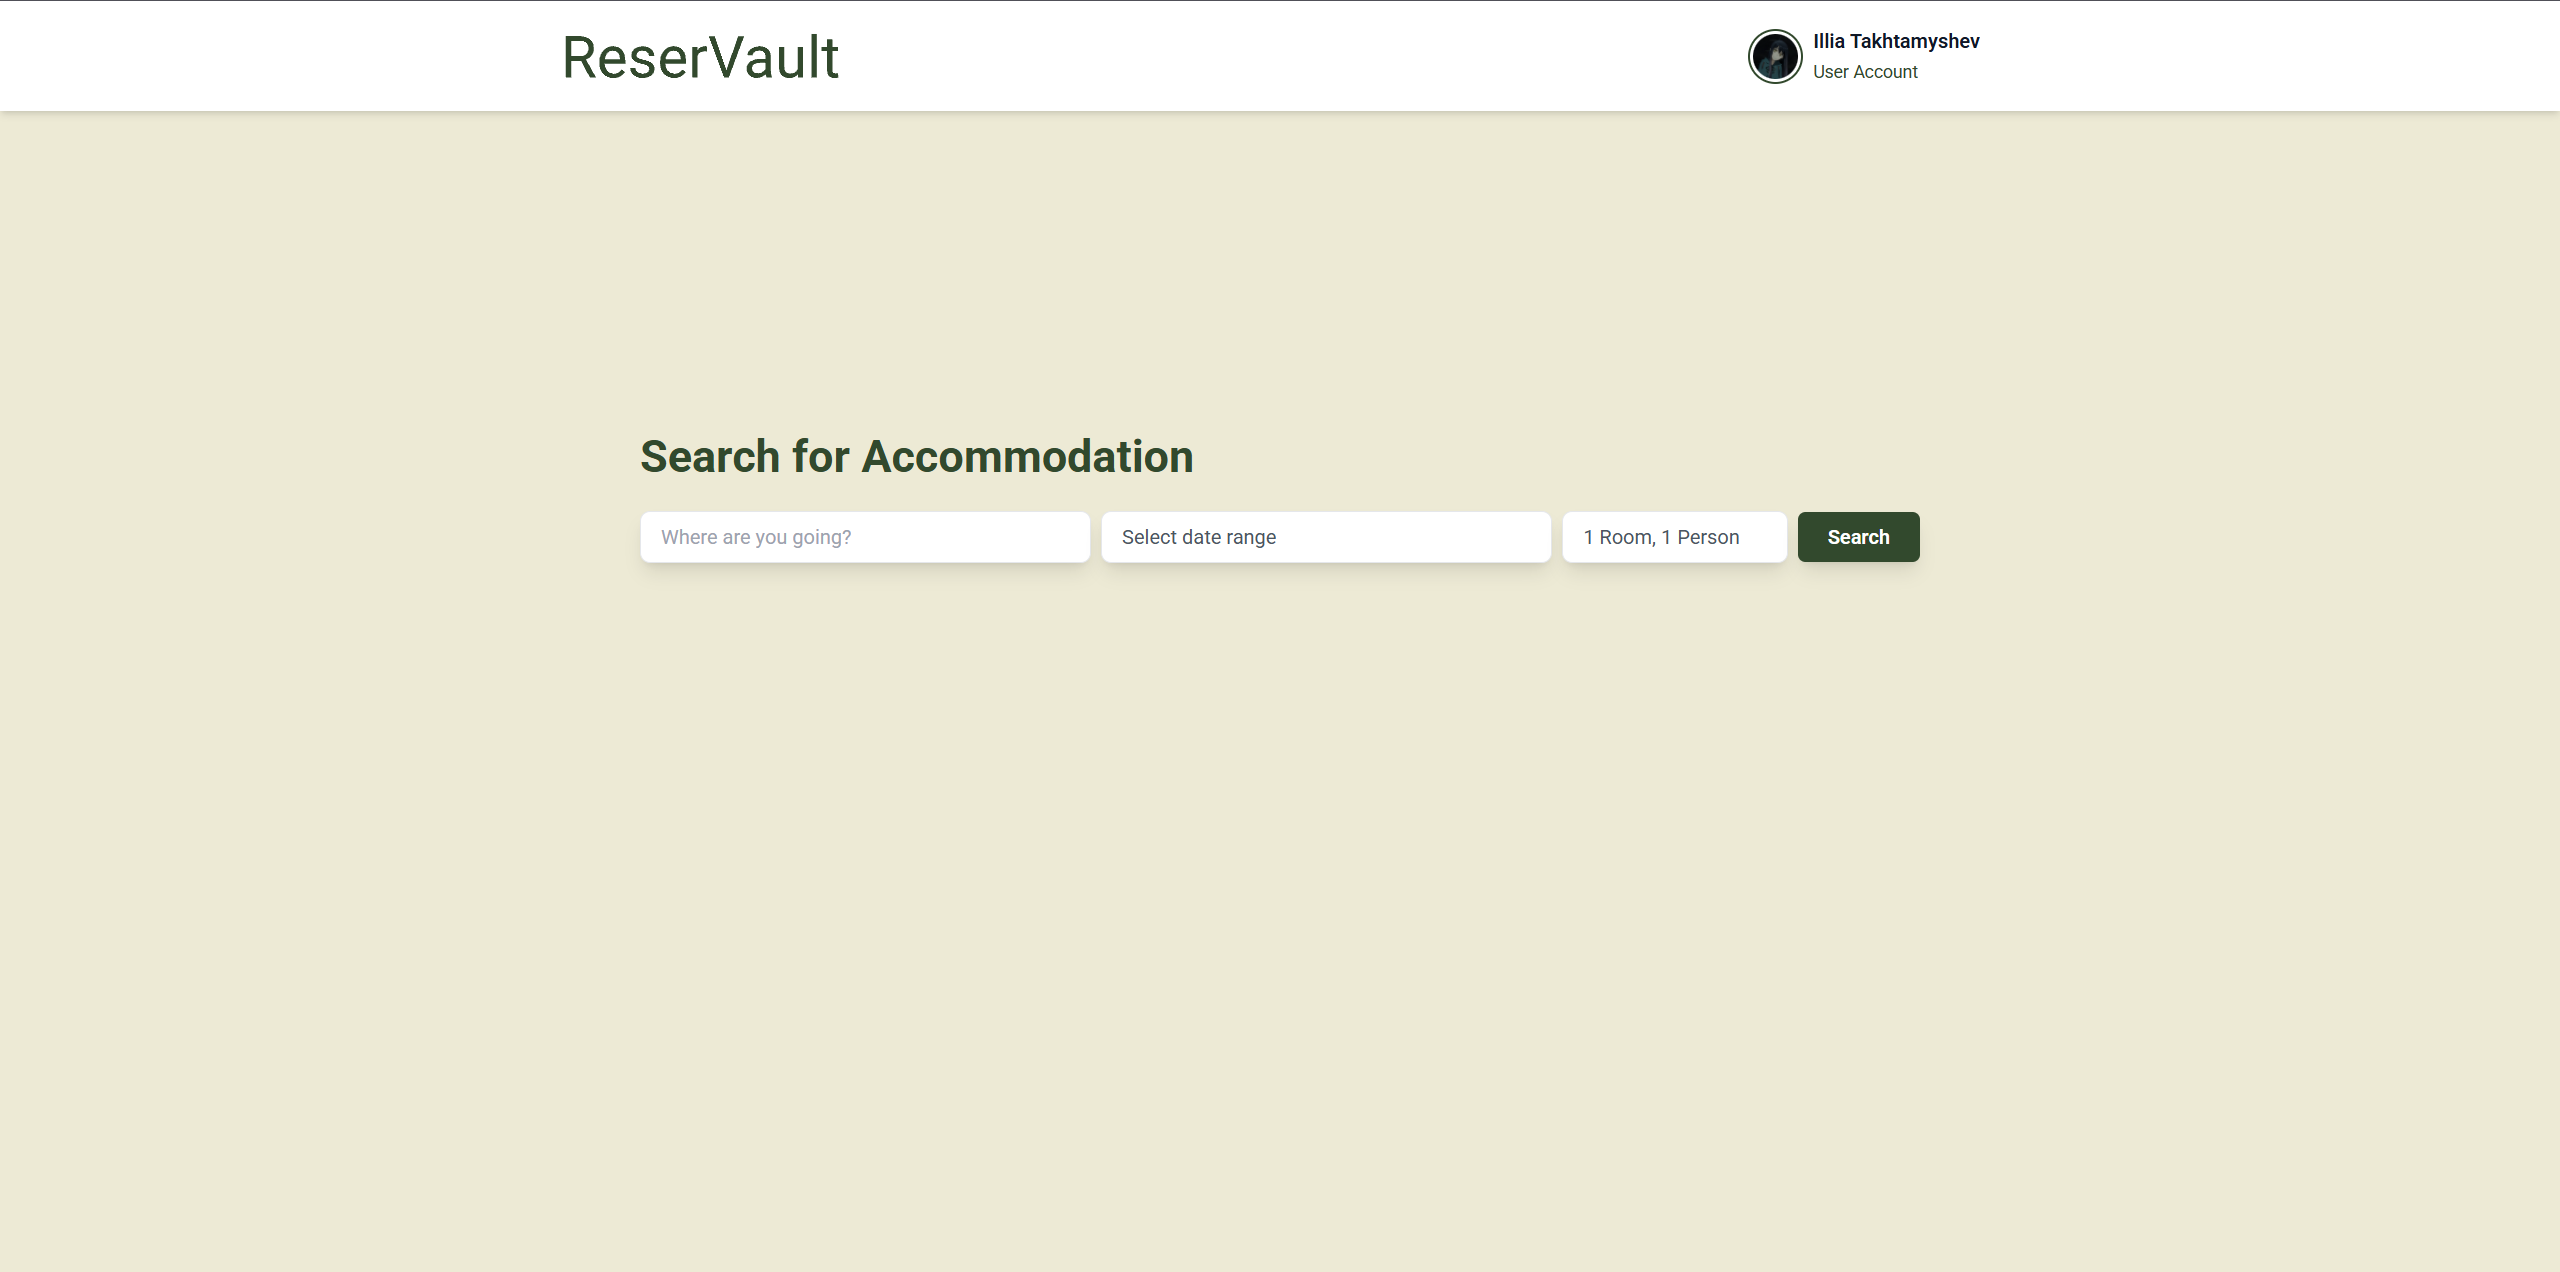 ReserVault
Illia Takhtamyshev
User Account
Search for Accommodation
Where are you going?
Select date range
1 Room, 1 Person
Search